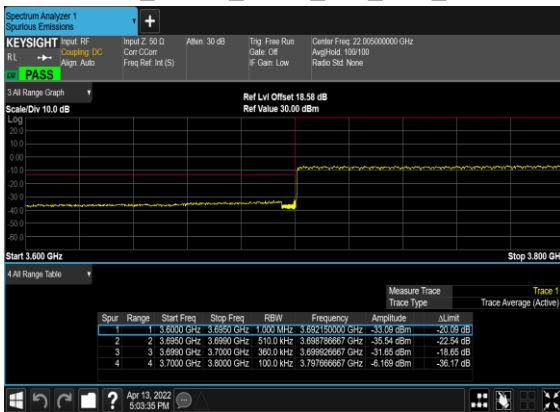 Spectrum Analyzer 1
Spurious Emissions
+
KEYSIGHT Input: RF Input Z: 50 Ω Atten: 30 dB Trig: Free Run Center Freq: 22.005000000 GHz
RL Coupling: DC Corr CCorr Gate: Off Avg|Hold: 100/100
Align: Auto Freq Ref: Int (S) IF Gain: Low Radio Std: None
PASS
3 All Range Graph
Ref Lvl Offset 18.58 dB
Scale/Div 10.0 dB Ref Value 30.00 dBm
Log
20.0
10.0
0.00
-10.0
-20.0
-30.0
-40.0
-50.0
-60.0
Start 3.600 GHz Stop 3.800 GH
4 All Range Table
Measure Trace Trace 1
Trace Type Trace Average (Active)
Spur Range Start Freq Stop Freq RBW Frequency Amplitude ΔLimit
1 1 3.6000 GHz 3.6950 GHz 1.000 MHz 3.692150000 GHz -33.09 dBm -20.09 dB
2 2 3.6950 GHz 3.6990 GHz 510.0 kHz 3.698786667 GHz -35.54 dBm -22.54 dB
3 3 3.6990 GHz 3.7000 GHz 360.0 kHz 3.699926667 GHz -31.65 dBm -18.65 dB
4 4 3.7000 GHz 3.8000 GHz 100.0 kHz 3.797666667 GHz -6.169 dBm -36.17 dB
? Apr 13, 2022
5:03:35 PM